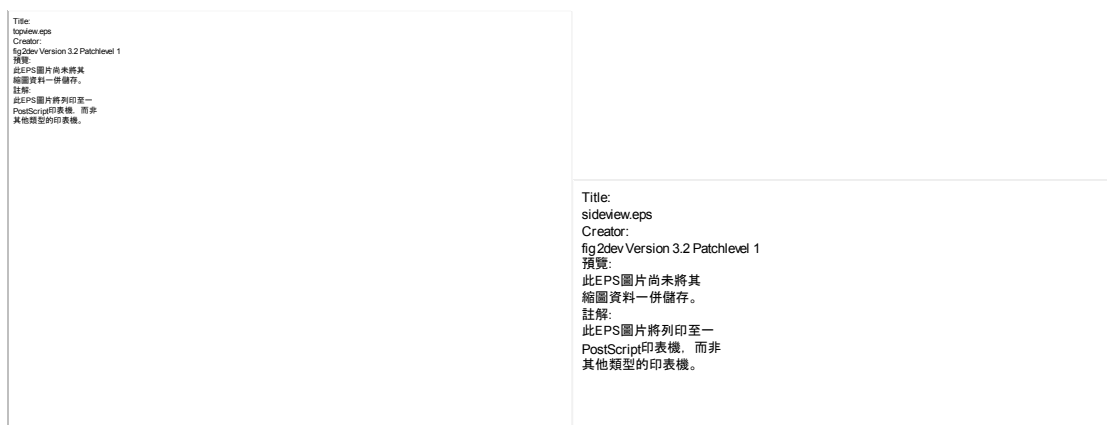 Title:
topview.eps
Creator:
fig2dev Version 3.2 Patchlevel 1
預覽:
此EPS圖片尚未將其
縮圖資料一併儲存。
註解:
此EPS圖片將列印至一
PostScript印表機，而非
其他類型的印表機。
Title:
sideview.eps
Creator:
fig2dev Version 3.2 Patchlevel 1
預覽:
此EPS圖片尚未將其
縮圖資料一併儲存。
註解:
此EPS圖片將列印至一
PostScript印表機，而非
其他類型的印表機。